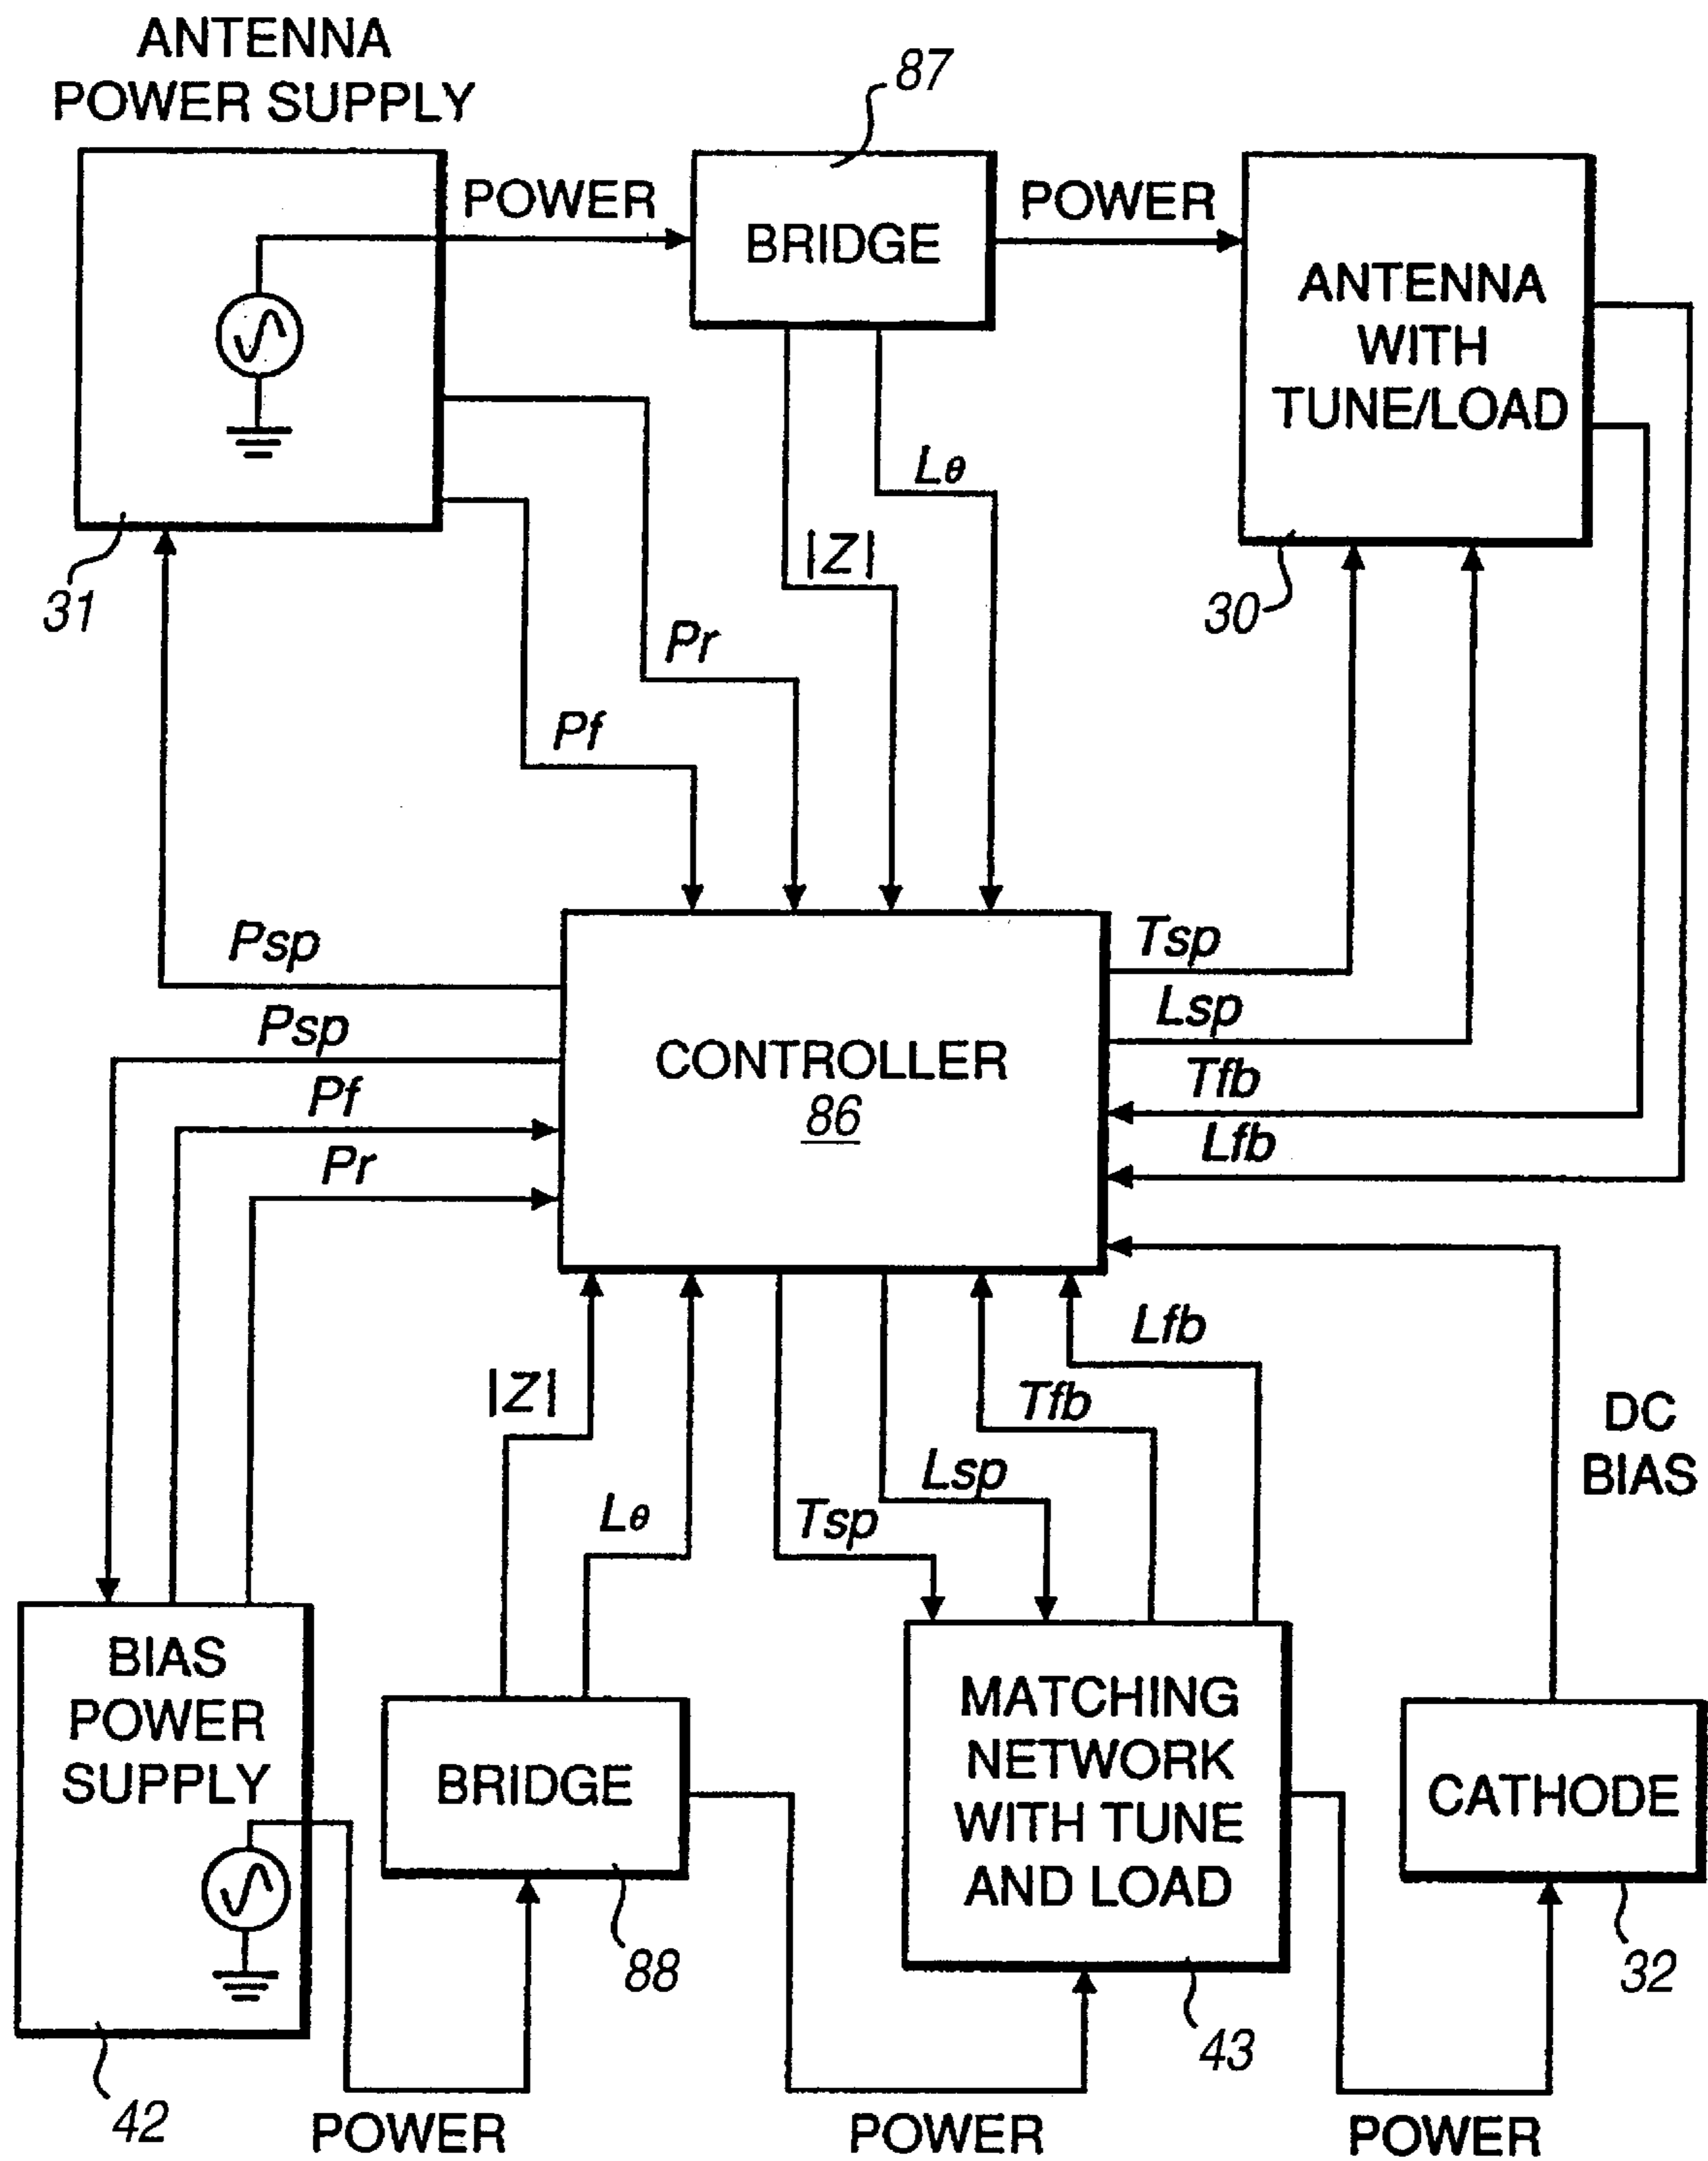 ANTENNA
POWER SUPPLY
87
POWER
BRIDGE
POWER
ANTENNA
WITH
TUNE/LOAD
31
30
Lθ
|Z|
Pr
Pf
Psp
Psp
Pf
Pr
CONTROLLER
86
Tsp
Lsp
Tfb
Lfb
|Z|
Lθ
Tsp
Lsp
Tfb
Lfb
DC
BIAS
BIAS
POWER
SUPPLY
BRIDGE
MATCHING
NETWORK
WITH TUNE
AND LOAD
CATHODE
42
88
43
32
POWER
POWER
POWER